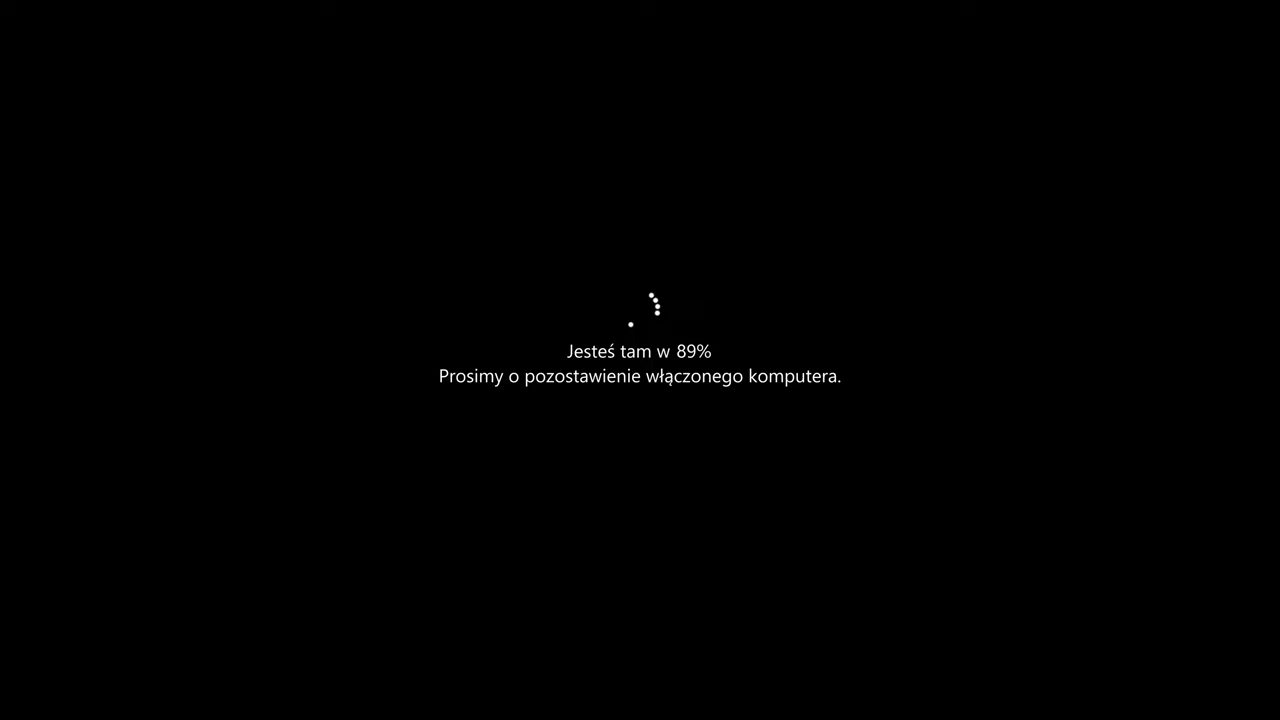 Jesteś tam w 89%
Prosimy o pozostawienie włączonego komputera.